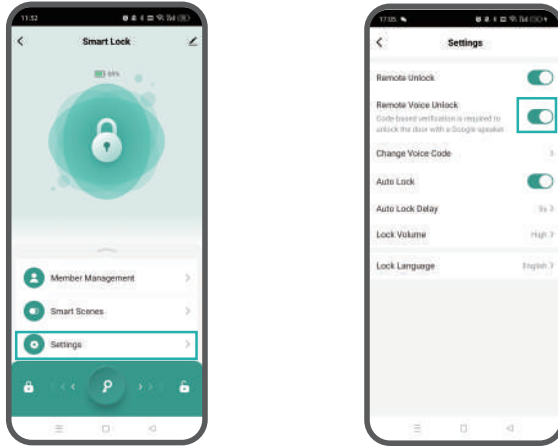 11:52
Smart Lock
Member Management
Smart Scenes
Settings
Settings
Remote Unlock
Remote Voice Unlock
Code-based verification is required to
unlock the door with a Google speaker
Change Voice Code
Auto Lock
Auto Lock Delay
Lock Volume High
Lock Language English